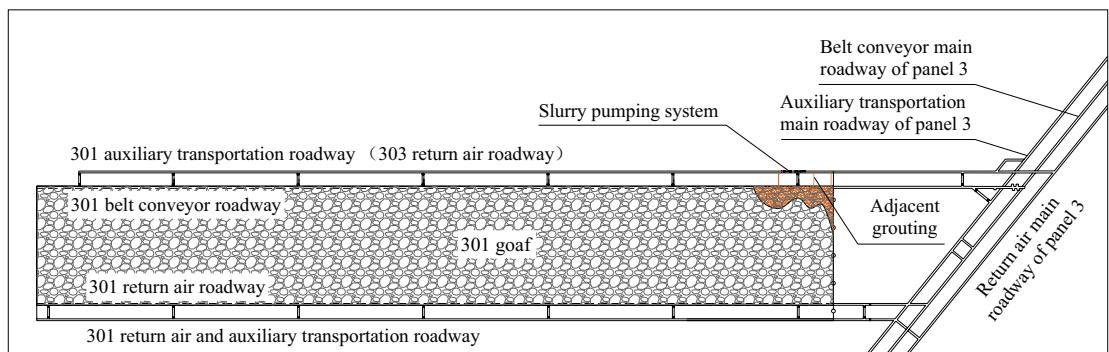 Belt conveyor main
roadway of panel 3
Auxiliary transportation
main roadway of panel 3
Slurry pumping system
301 auxiliary transportation roadway （303 return air roadway）
301 belt conveyor roadway
Adjacent
grouting
301 goaf
Return air main
roadway of panel 3
301 return air roadway
301 return air and auxiliary transportation roadway